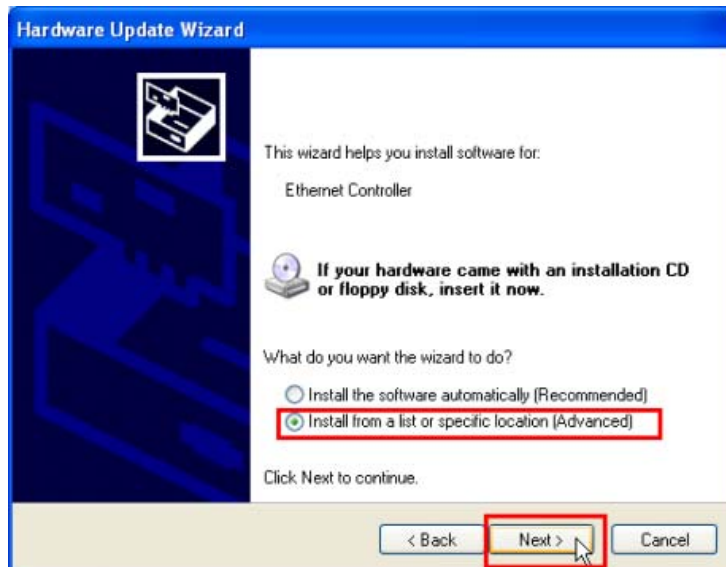 Hardware Update Wizard
This wizard helps you install software for:
Ethernet Controller
If your hardware came with an installation CD
or floppy disk, insert it now.
What do you want the wizard to do?
Install the software automatically (Recommended)
Install from a list or specific location (Advanced)
Click Next to continue.
< Back Next > Cancel